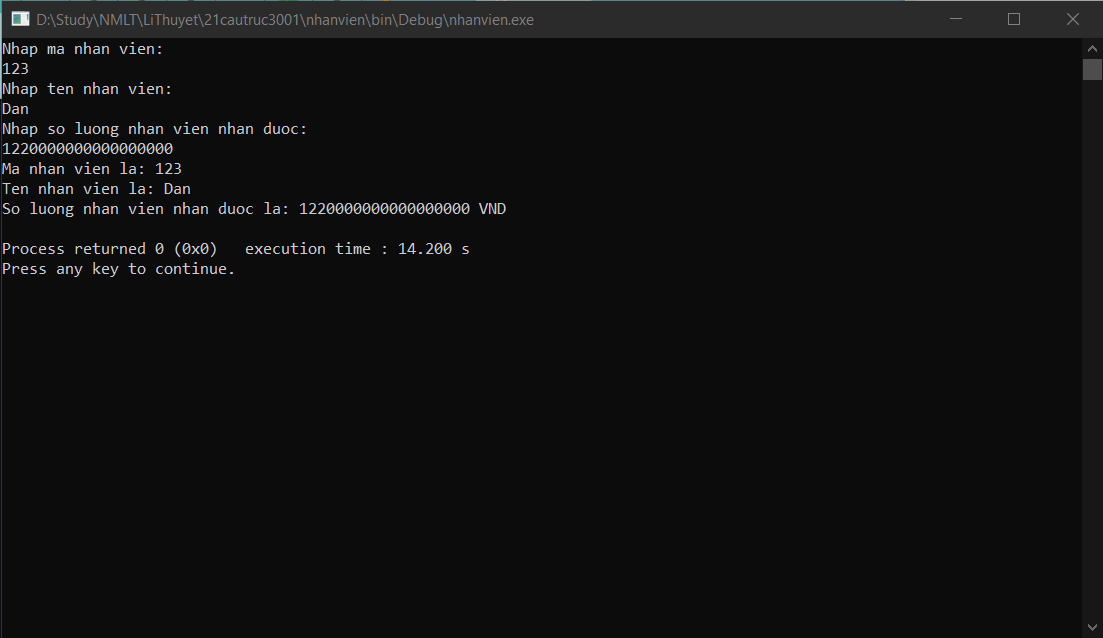 D:\Study\NMLT\LiThuyet\21cautruc3001\nhanvien\bin\Debug\nhanvien.exe
Nhap ma nhan vien:
123
Nhap ten nhan vien:
Dan
Nhap so luong nhan vien nhan duoc:
1220000000000000000
Ma nhan vien la: 123
Ten nhan vien la: Dan
So luong nhan vien nhan duoc la: 1220000000000000000 VND
Process returned 0 (0x0)   execution time : 14.200 s
Press any key to continue.